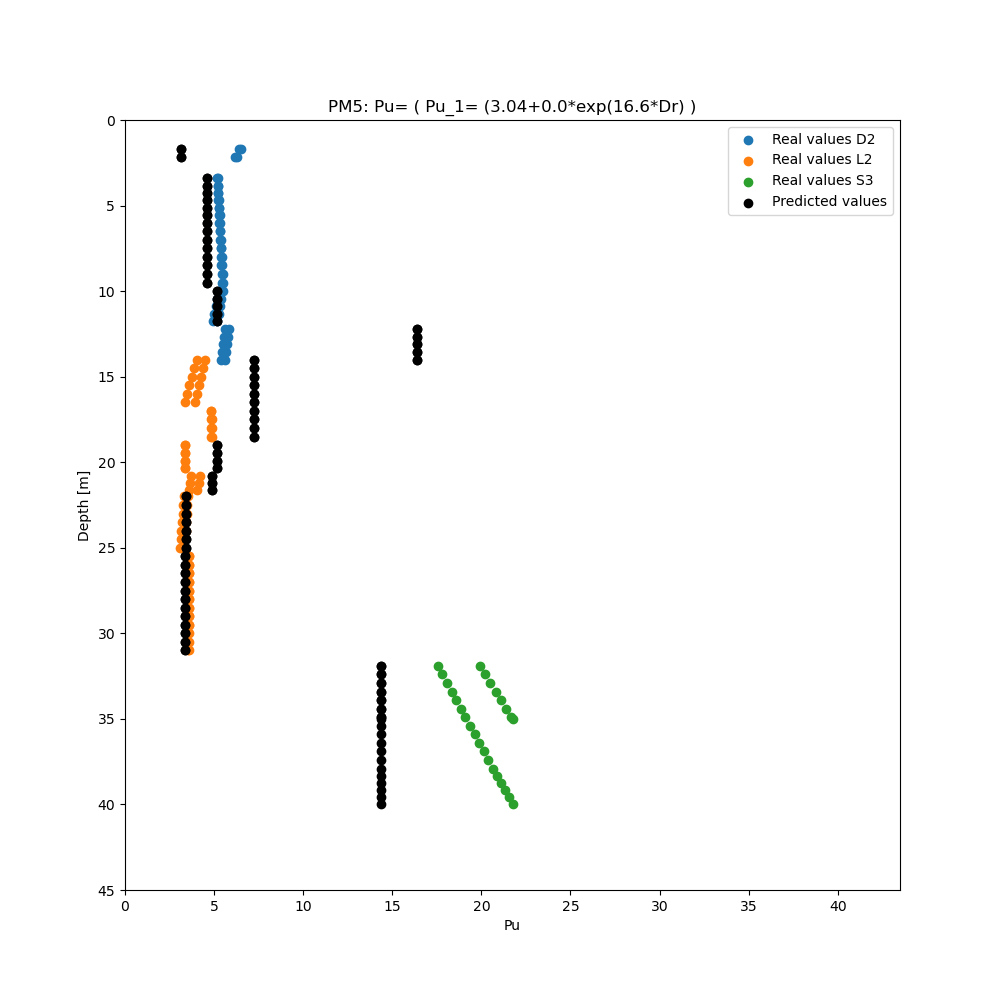 PM5: Pu= ( Pu_1= (3.04+0.0*exp(16.6*Dr) )
Real values D2
Real values L2
Real values S3
Predicted values
0
5
10
15
20
25
30
35
40
45
Depth [m]
0 5 10 15 20 25 30 35 40
Pu